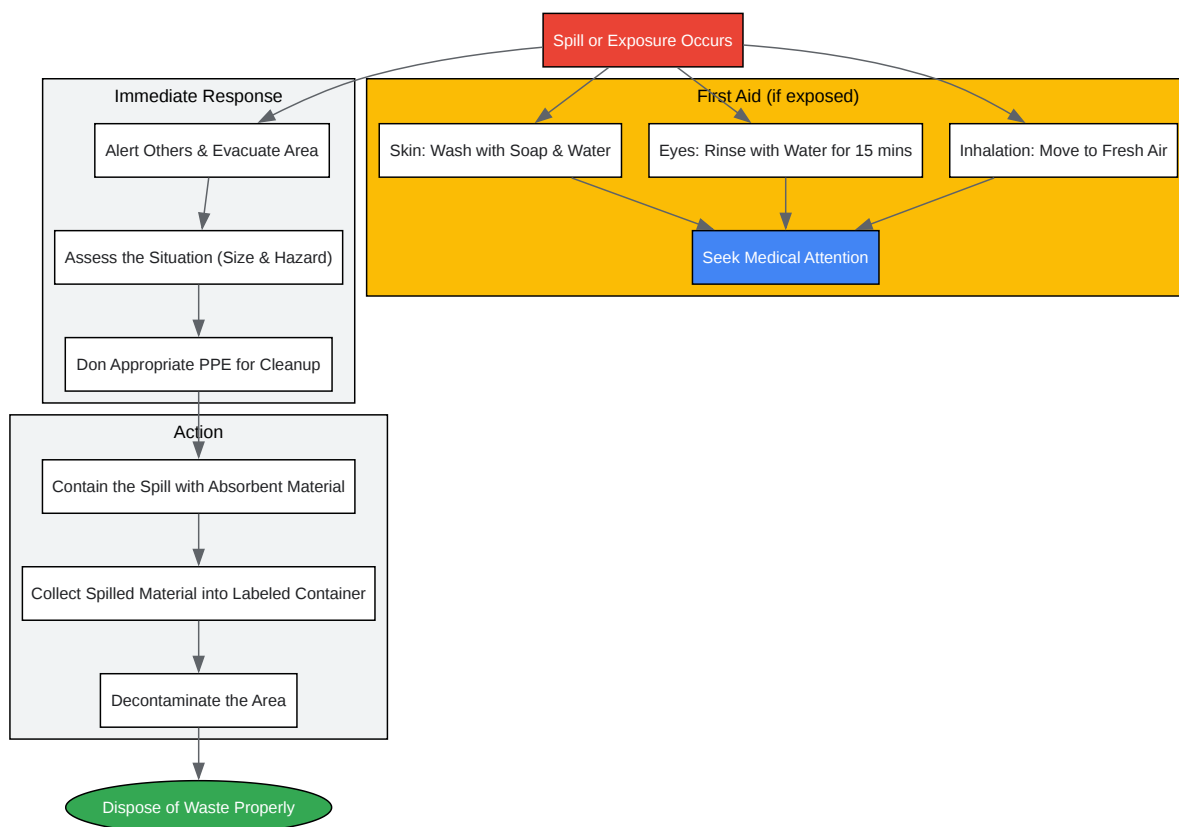 Spill or Exposure Occurs
Immediate Response
Alert Others & Evacuate Area
Assess the Situation (Size & Hazard)
Don Appropriate PPE for Cleanup
First Aid (if exposed)
Skin: Wash with Soap & Water
Eyes: Rinse with Water for 15 mins
Inhalation: Move to Fresh Air
Seek Medical Attention
Action
Contain the Spill with Absorbent Material
Collect Spilled Material into Labeled Container
Decontaminate the Area
Dispose of Waste Properly